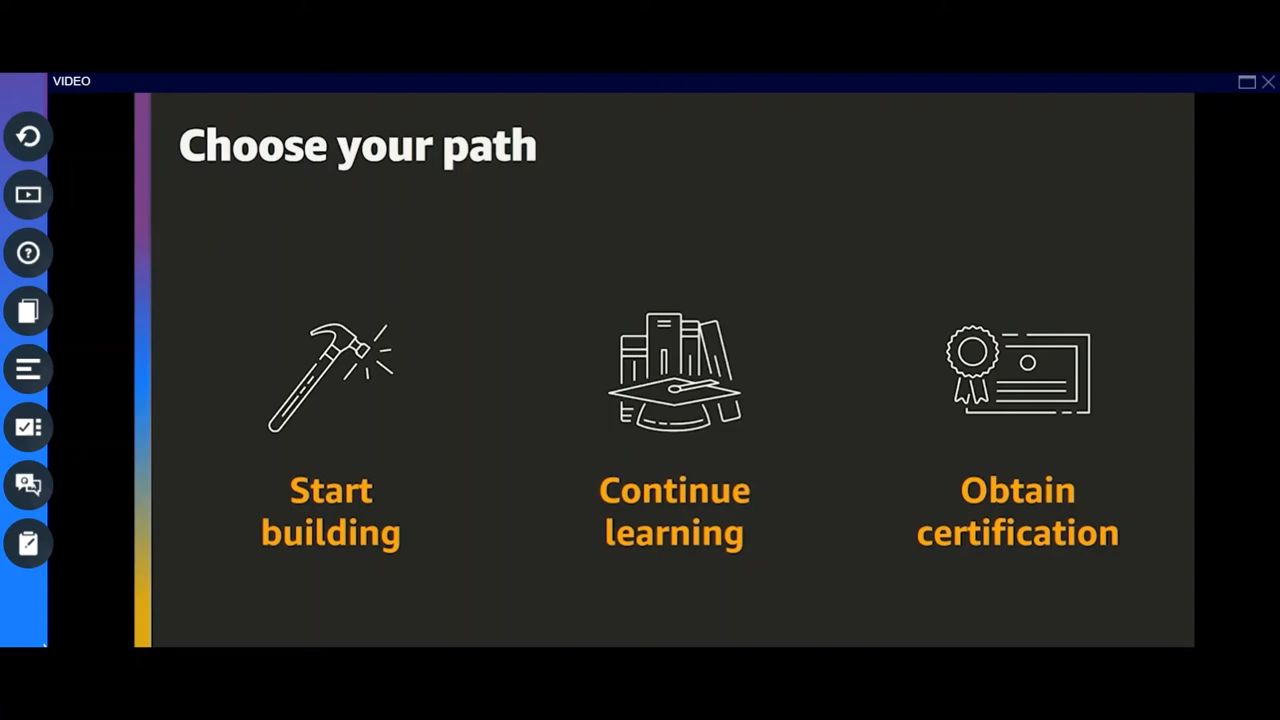 VIDEO
Choose your path
Start
building
Continue
learning
Obtain
certification